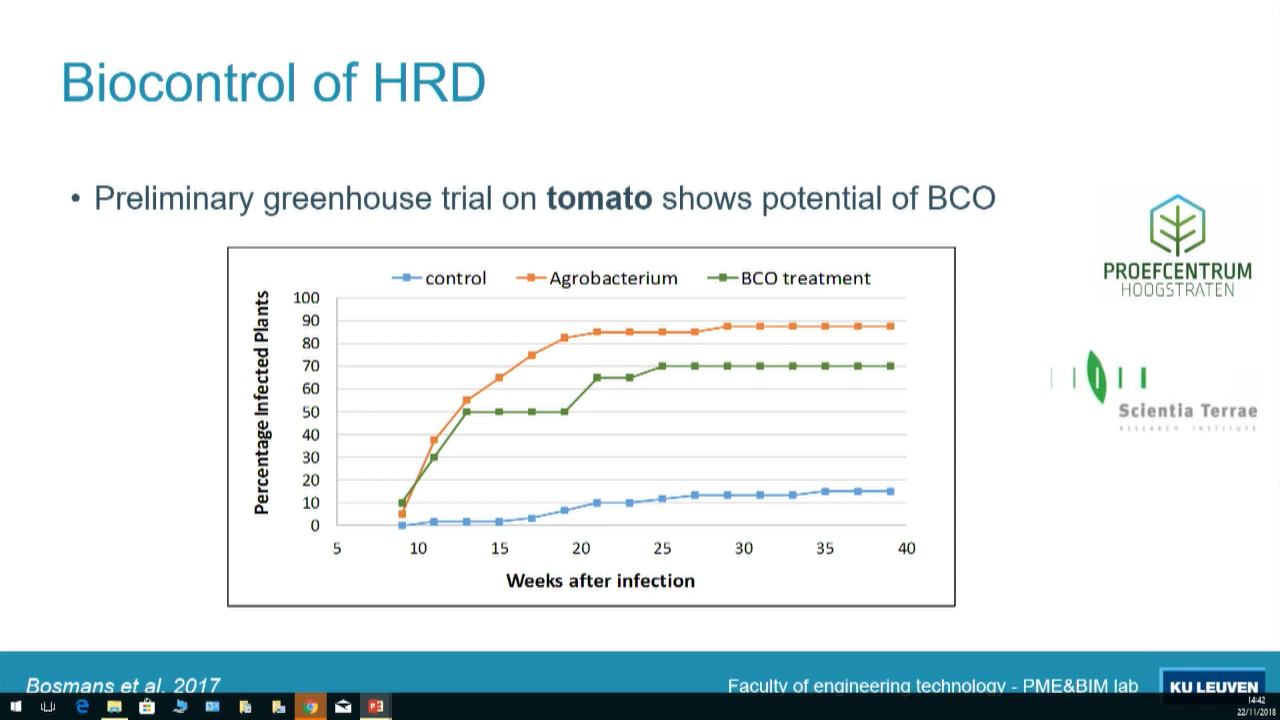 Biocontrol of HRD
• Preliminary greenhouse trial on tomato shows potential of BCO
PROEFCENTRUM
HOOGSTRATEN
Scientia Terrae
RESEARCH INSTITUTE
control
Agrobacterium
BCO treatment
Percentage Infected Plants
100
90
80
70
60
50
40
30
20
10
0
5 10 15 20 25 30 35 40
Weeks after infection
Bosmans et al. 2017
Faculty of engineering technology - PME&BIM lab
KU LEUVEN
14:42
22/11/2018